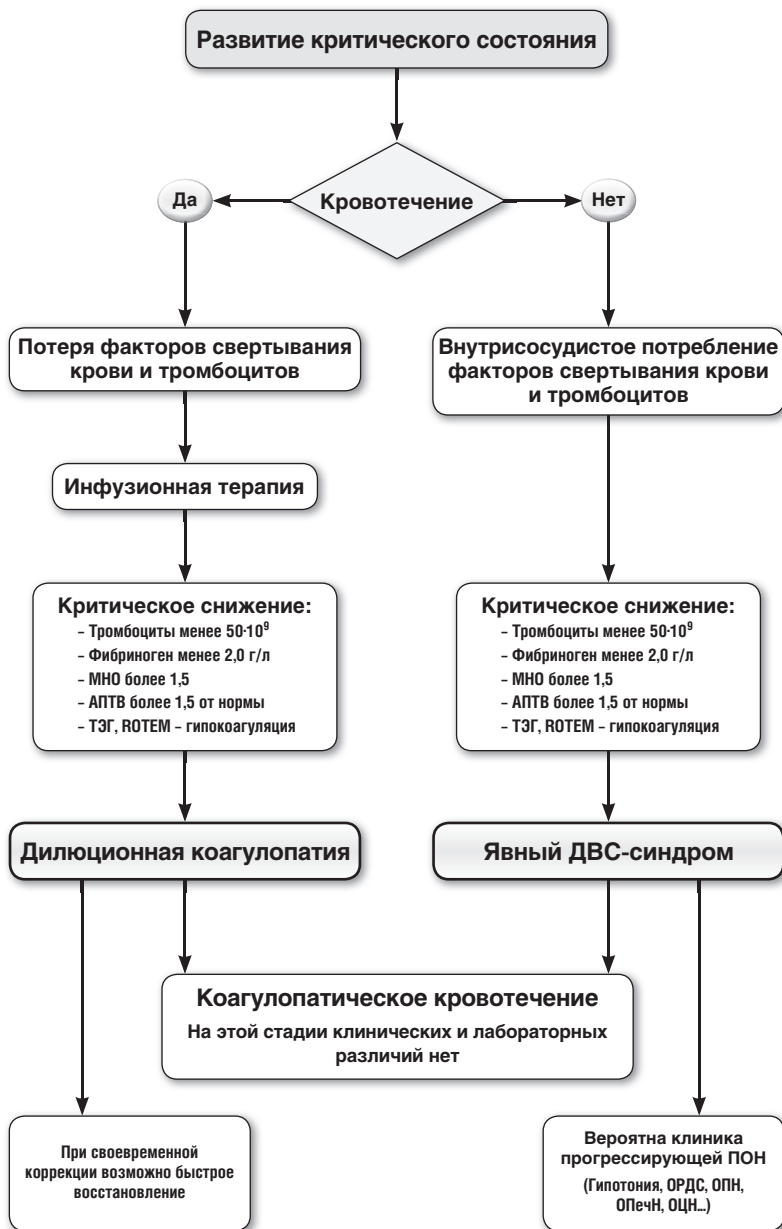 Развитие критического состояния
Кровотечение
Да
Нет
Потеря факторов свертывания
крови и тромбоцитов
Внутрисосудистое потребление
факторов свертывания крови
и тромбоцитов
Инфузионная терапия
Критическое снижение:
– Тромбоциты менее 50·10⁹
– Фибриноген менее 2,0 г/л
– МНО более 1,5
– АПТВ более 1,5 от нормы
– ТЭГ, ROTEM – гипокоагуляция
Критическое снижение:
– Тромбоциты менее 50·10⁹
– Фибриноген менее 2,0 г/л
– МНО более 1,5
– АПТВ более 1,5 от нормы
– ТЭГ, ROTEM – гипокоагуляция
Дилюционная коагулопатия
Явный ДВС-синдром
Коагулопатическое кровотечение
На этой стадии клинических и лабораторных
различий нет
При своевременной
коррекции возможно быстрое
восстановление
Вероятна клиника
прогрессирующей ПОН
(Гипотония, ОРДС, ОПН,
ОПечН, ОЦН...)